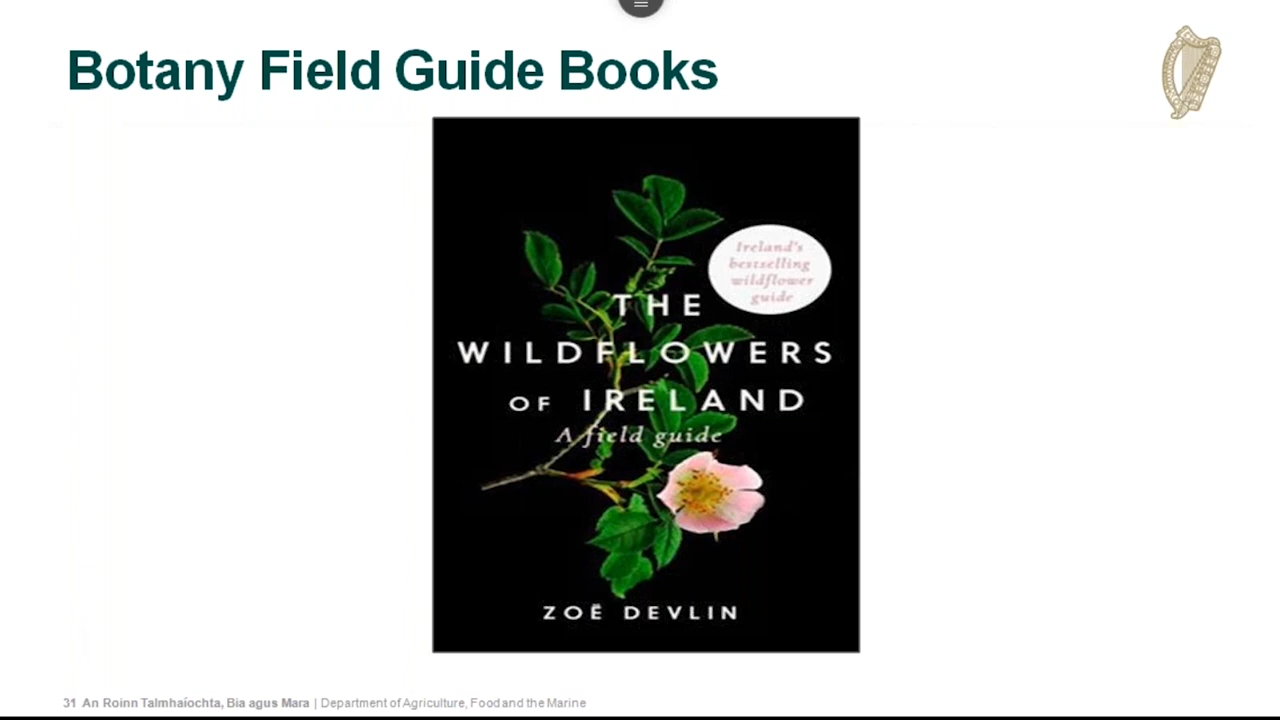 Botany Field Guide Books
Ireland's
bestselling
wildflower
guide
THE
WILDFLOWERS
OF IRELAND
A field guide
ZOË DEVLIN
31 An Roinn Talmhaíochta, Bia agus Mara | Department of Agriculture, Food and the Marine